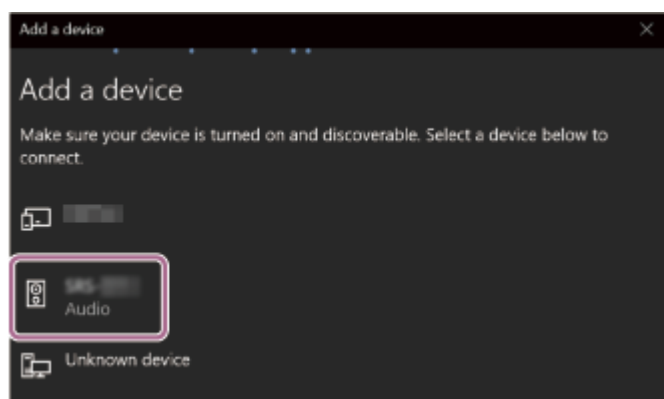 Add a device
Add a device
Make sure your device is turned on and discoverable. Select a device below to
connect.
SRS-
Audio
Unknown device